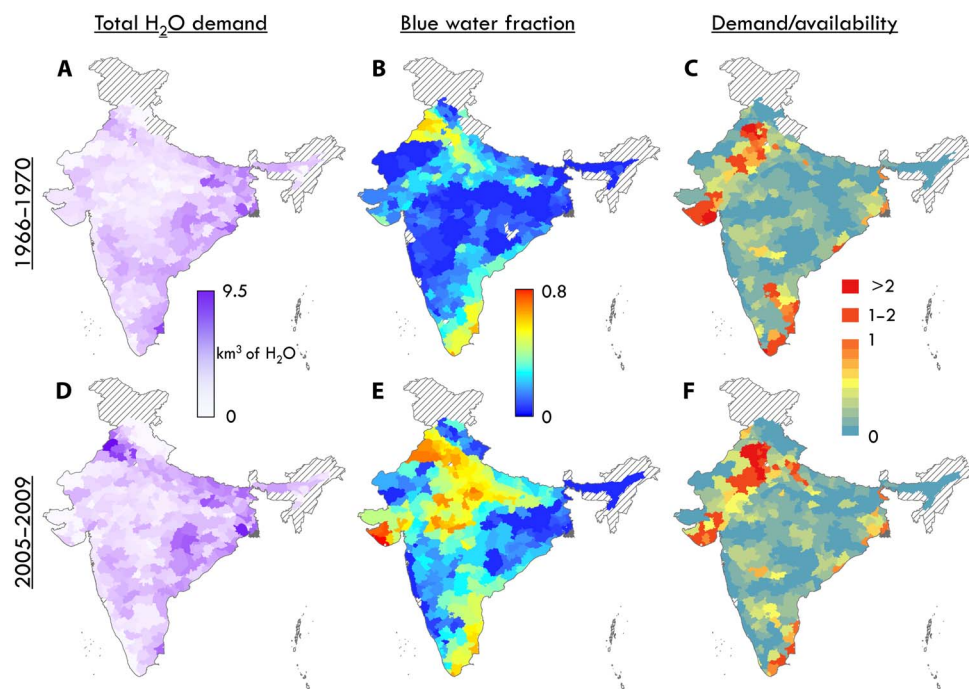 Total H₂O demand
Blue water fraction
Demand/availability
A
B
C
1966–1970
9.5
km³ of H₂O
0
0.8
0
>2
1–2
1
0
D
E
F
2005–2009